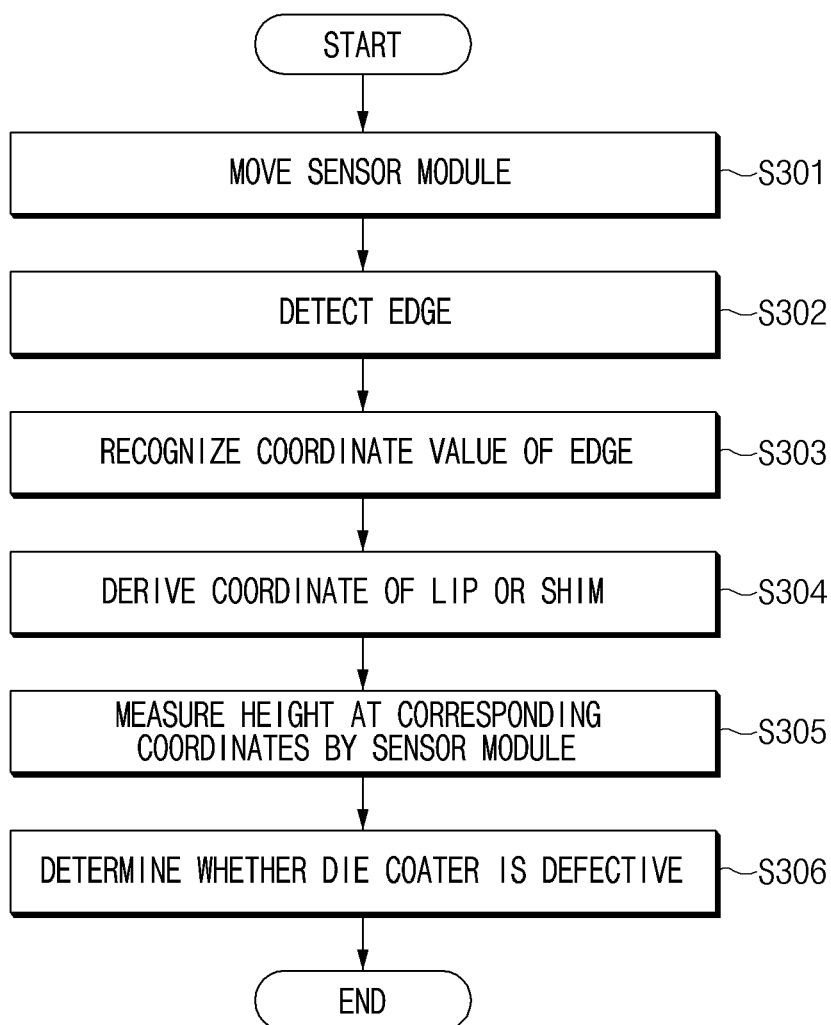 START
MOVE SENSOR MODULE
S301
DETECT EDGE
S302
RECOGNIZE COORDINATE VALUE OF EDGE
S303
DERIVE COORDINATE OF LIP OR SHIM
S304
MEASURE HEIGHT AT CORRESPONDING
COORDINATES BY SENSOR MODULE
S305
DETERMINE WHETHER DIE COATER IS DEFECTIVE
S306
END